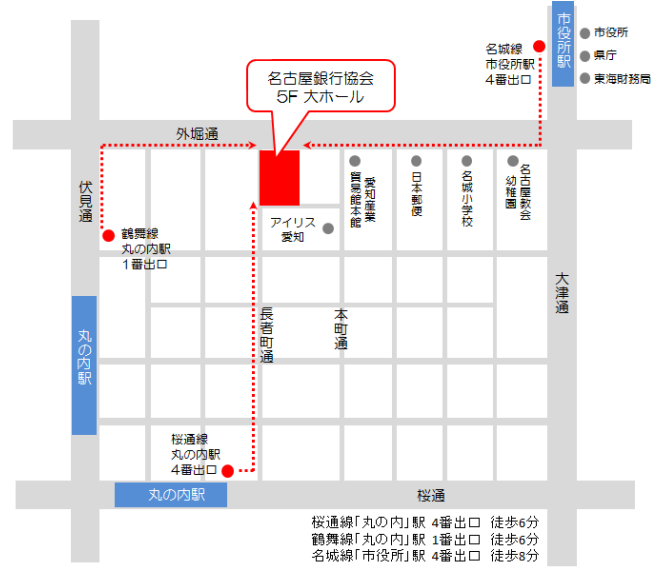 市役所駅
市役所
県庁
東海財務局
名城線
市役所駅
4番出口
名古屋銀行協会
5F 大ホール
外堀通
伏見通
鶴舞線
丸の内駅
1番出口
アイリス
愛知
愛知産業
貿易館本館
日本郵便
名城小学校
名古屋教会
幼稚園
大津通
長者町通
本町通
丸の内駅
桜通線
丸の内駅
4番出口
丸の内駅
桜通
桜通線「丸の内」駅 4番出口 徒歩6分
鶴舞線「丸の内」駅 1番出口 徒歩6分
名城線「市役所」駅 4番出口 徒歩8分